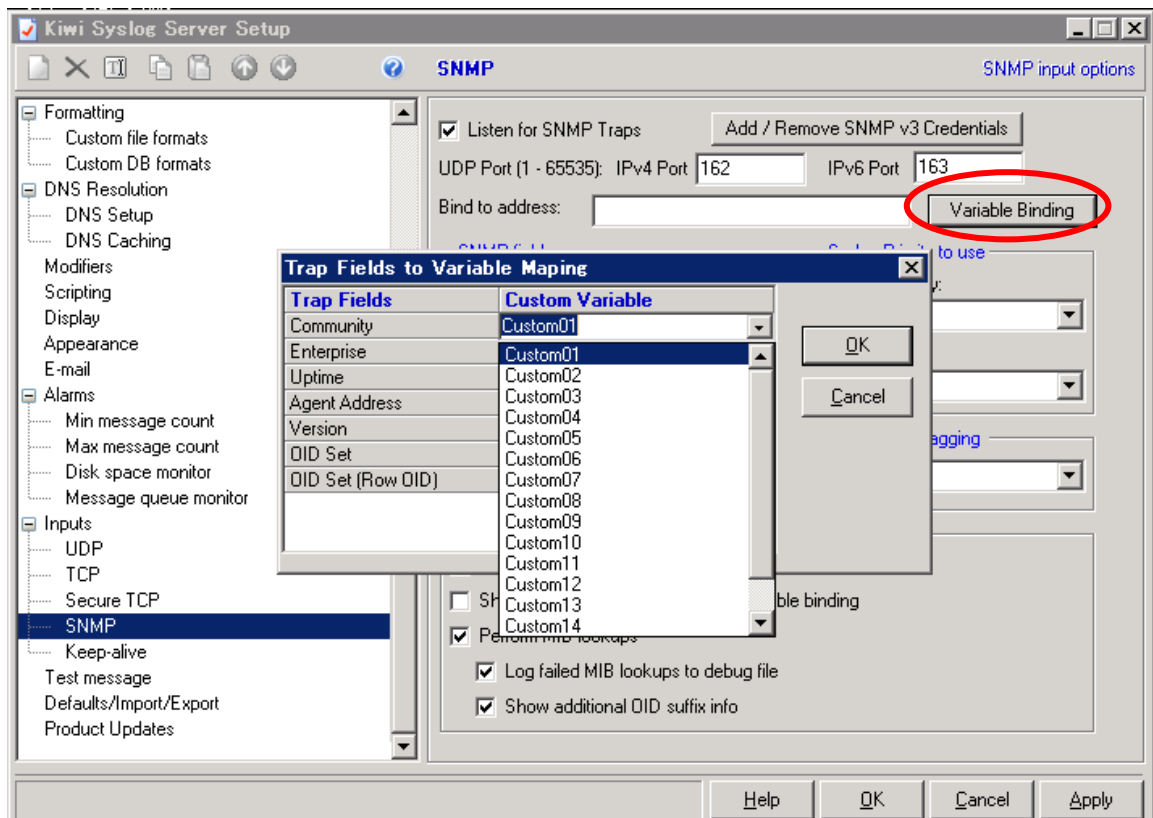 Kiwi Syslog Server Setup
SNMP
SNMP input options
Formatting
Custom file formats
Custom DB formats
DNS Resolution
DNS Setup
DNS Caching
Modifiers
Scripting
Display
Appearance
E-mail
Alarms
Min message count
Max message count
Disk space monitor
Message queue monitor
Inputs
UDP
TCP
Secure TCP
SNMP
Keep-alive
Test message
Defaults/Import/Export
Product Updates
Listen for SNMP Traps
Add / Remove SNMP v3 Credentials
UDP Port (1 - 65535): IPv4 Port 162 IPv6 Port 163
Bind to address:
Variable Binding
to use
Trap Fields to Variable Maping
Trap Fields Custom Variable
Community Custom01
Enterprise
Uptime
Agent Address
Version
OID Set
OID Set (Row OID)
Custom01
Custom02
Custom03
Custom04
Custom05
Custom06
Custom07
Custom08
Custom09
Custom10
Custom11
Custom12
Custom13
Custom14
OK
Cancel
agging
ble binding
Perform MIB lookups
Log failed MIB lookups to debug file
Show additional OID suffix info
Help
OK
Cancel
Apply